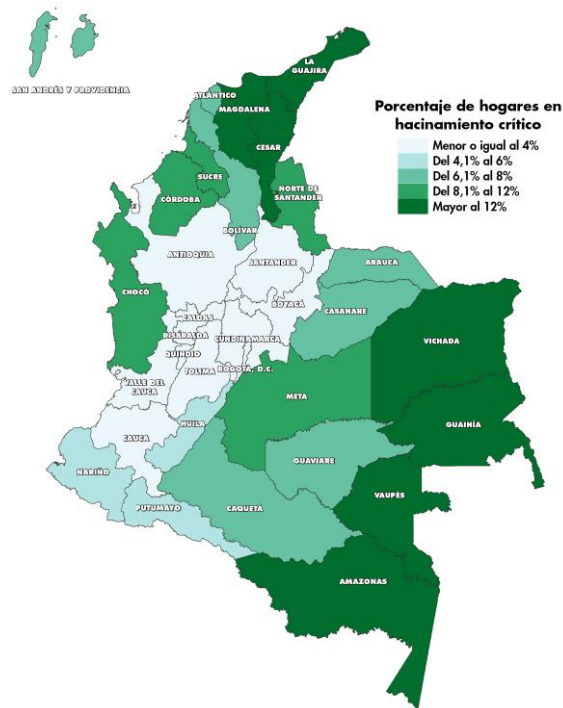 SAN ANDRÉS Y PROVIDENCIA
LA
GUAJIRA
ATLÁNTICO
MAGDALENA
Porcentaje de hogares en
hacinamiento crítico
Menor o igual al 4%
Del 4,1% al 6%
Del 6,1% al 8%
Del 8,1% al 12%
Mayor al 12%
CESAR
SUCRE
NORTE DE
SANTANDER
CÓRDOBA
BOLÍVAR
ANTIOQUIA
SANTANDER
ARAUCA
CHOCÓ
BOYACÁ
CASANARE
CALDAS
RISARALDA
CUNDINAMARCA
VICHADA
QUINDIO
TOLIMA
BOGOTÁ, D.C.
VALLE DEL
CAUCA
META
HUILA
GUAINÍA
CAUCA
GUAVIARE
NARIÑO
VAUPÉS
PUTUMAYO
CAQUETÁ
AMAZONAS